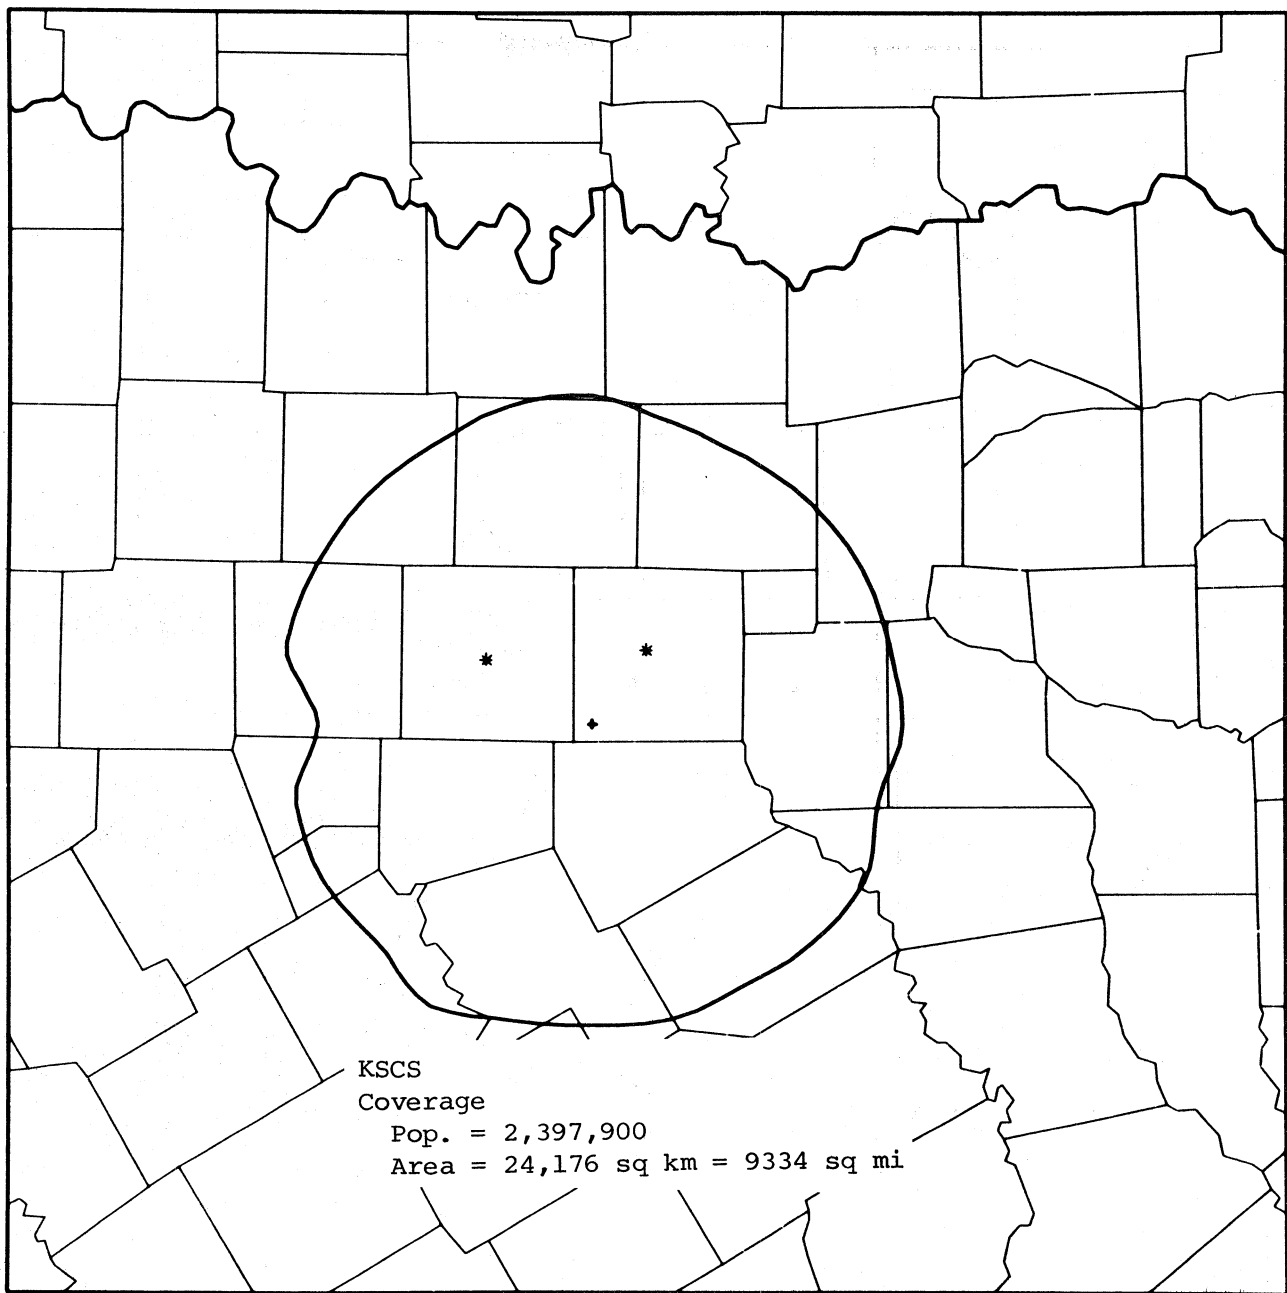 KSCS
Coverage
Pop. = 2,397,900
Area = 24,176 sq km = 9334 sq mi